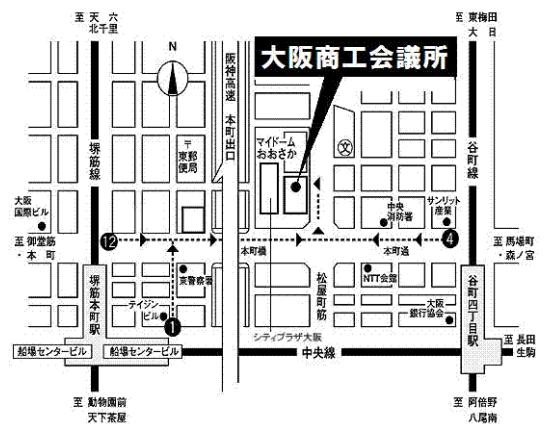 至 天 六
北千里
至 東梅田
大 日
N
阪神高速 本町出口
大阪商工会議所
〒
東郵
便局
マイドーム
おおさか
文
堺筋線
谷町線
大阪
国際ビル
中央
消防署
サンリット
産業
至 御堂筋
・本 町
12
本町橋
本町通
4
至 馬場町
・森ノ宮
東警察署
NTT会館
松屋町筋
堺筋本町駅
テイジン
ビル
1
大阪
銀行協会
谷町四丁目駅
シティプラザ大阪
至 長田
生駒
船場センタービル
船場センタービル
中央線
至 動物園前
天下茶屋
至 阿倍野
八尾南